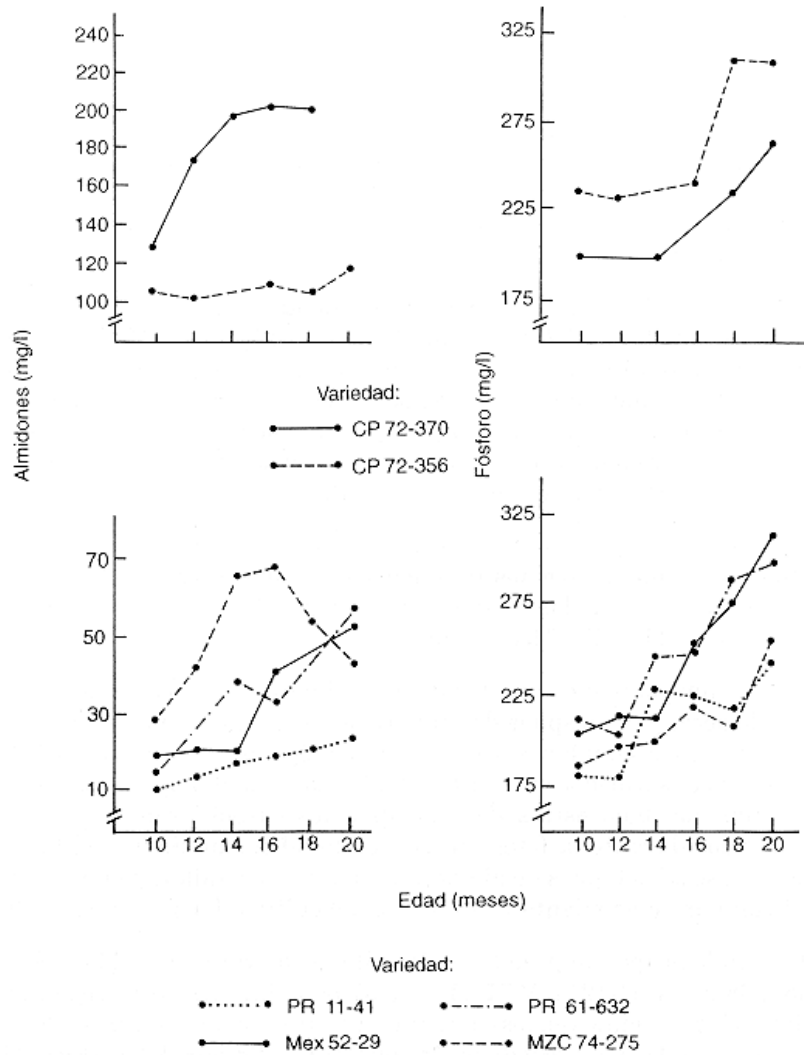 240
220
200
180
160
140
120
100
325
275
225
175
Almidones (mg/l)
Fósforo (mg/l)
Variedad:
CP 72-370
CP 72-356
70
50
30
10
10 12 14 16 18 20
325
275
225
175
10 12 14 16 18 20
Edad (meses)
Variedad:
PR 11-41
PR 61-632
Mex 52-29
MZC 74-275